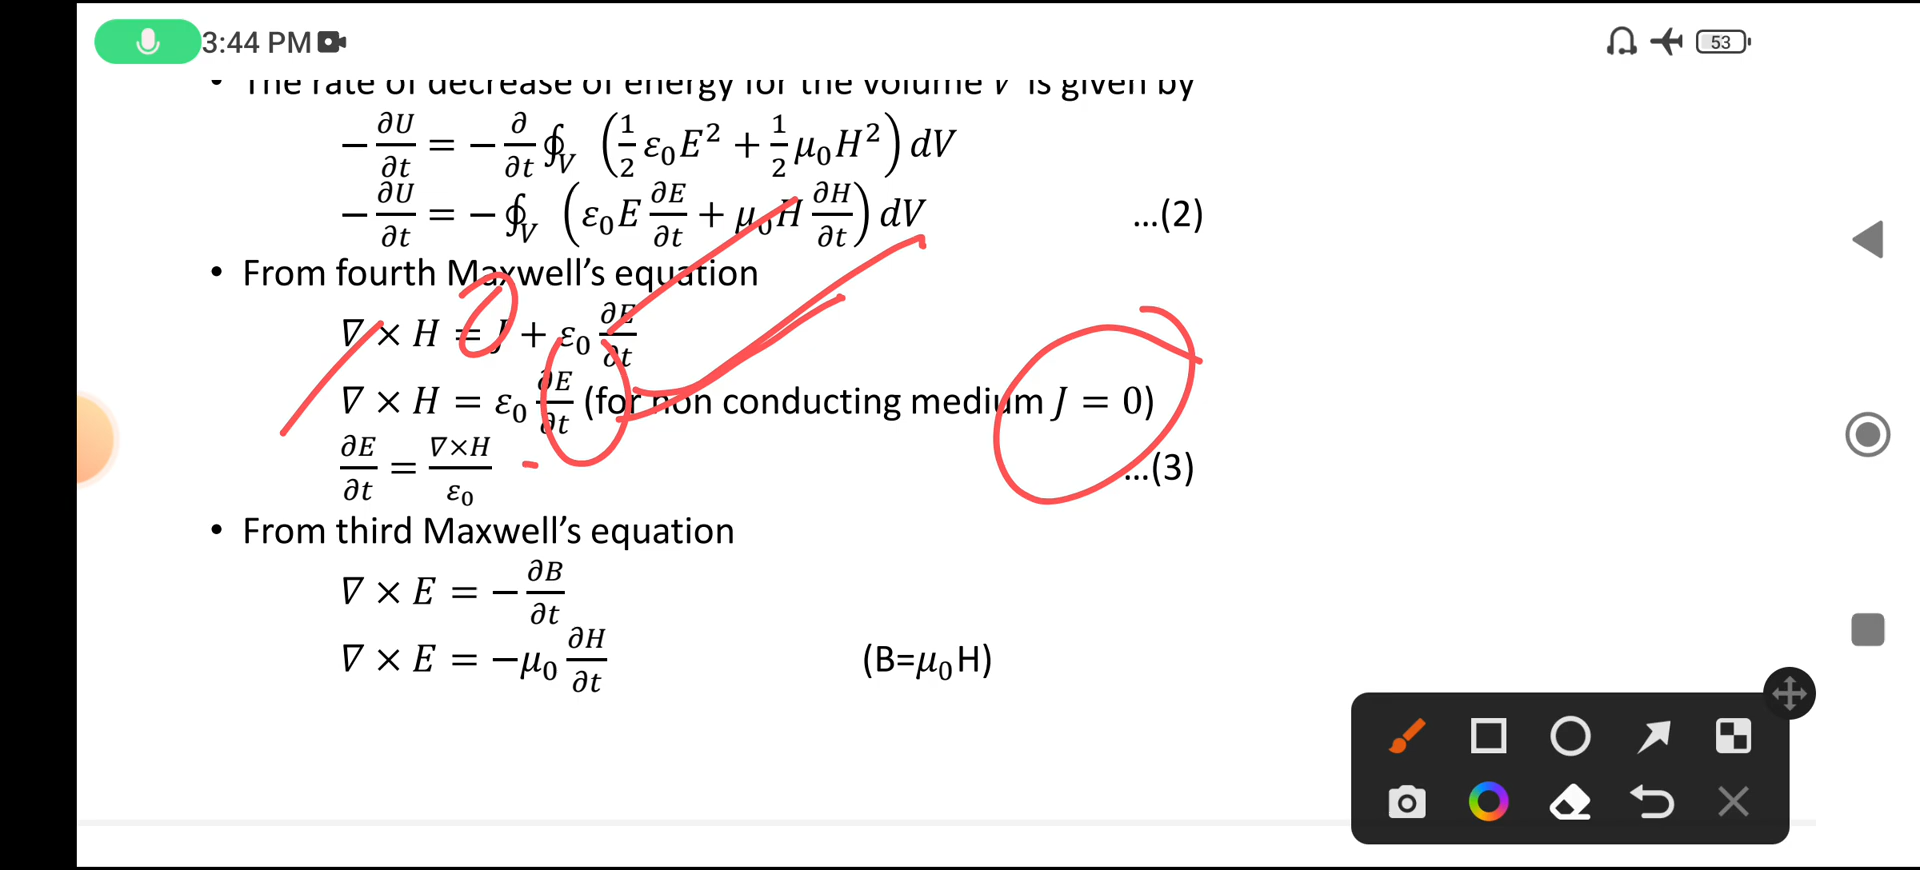 3:44 PM
53
• The rate of decrease of energy for the volume V is given by
−∂U/∂t = −∂/∂t ∮_V (1/2 ε₀E² + 1/2 μ₀H²) dV
−∂U/∂t = −∮_V (ε₀E ∂E/∂t + μ₀H ∂H/∂t) dV ...(2)
• From fourth Maxwell’s equation
∇ × H = J + ε₀ ∂E/∂t
∇ × H = ε₀ ∂E/∂t (for non conducting medium J = 0)
∂E/∂t = ∇×H/ε₀ ...(3)
• From third Maxwell’s equation
∇ × E = −∂B/∂t
∇ × E = −μ₀ ∂H/∂t (B=μ₀H)